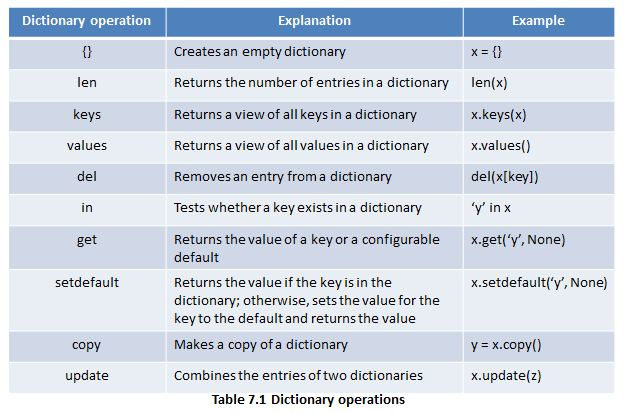 Dictionary operation Explanation Example
{} Creates an empty dictionary x = {}
len Returns the number of entries in a dictionary len(x)
keys Returns a view of all keys in a dictionary x.keys(x)
values Returns a view of all values in a dictionary x.values()
del Removes an entry from a dictionary del(x[key])
in Tests whether a key exists in a dictionary ‘y’ in x
get Returns the value of a key or a configurable x.get(‘y’, None)
default
setdefault Returns the value if the key is in the x.setdefault(‘y’, None)
dictionary; otherwise, sets the value for the
key to the default and returns the value
copy Makes a copy of a dictionary y = x.copy()
update Combines the entries of two dictionaries x.update(z)
Table 7.1 Dictionary operations